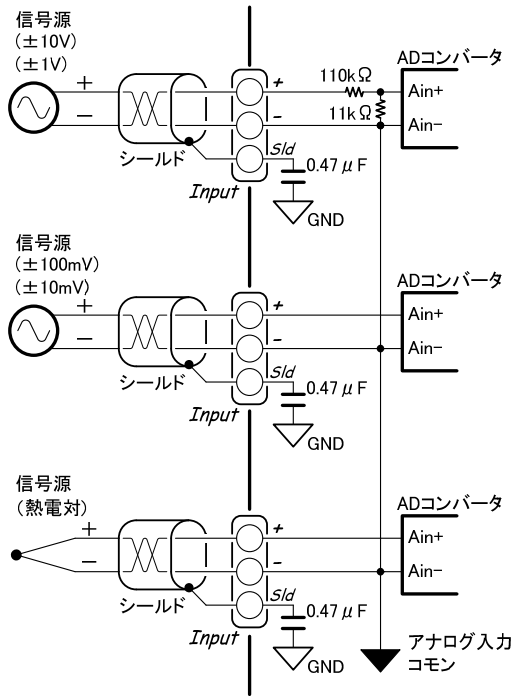 信号源
(±10V)
(±1V)
ADコンバータ
+
−
+
110kΩ
Ain+
11kΩ
-
Ain−
シールド
Sld
0.47μF
Input
GND
信号源
(±100mV)
(±10mV)
ADコンバータ
+
−
+
Ain+
-
Ain−
シールド
Sld
0.47μF
Input
GND
信号源
(熱電対)
ADコンバータ
+
−
+
Ain+
-
Ain−
シールド
Sld
0.47μF
Input
GND
アナログ入力
コモン